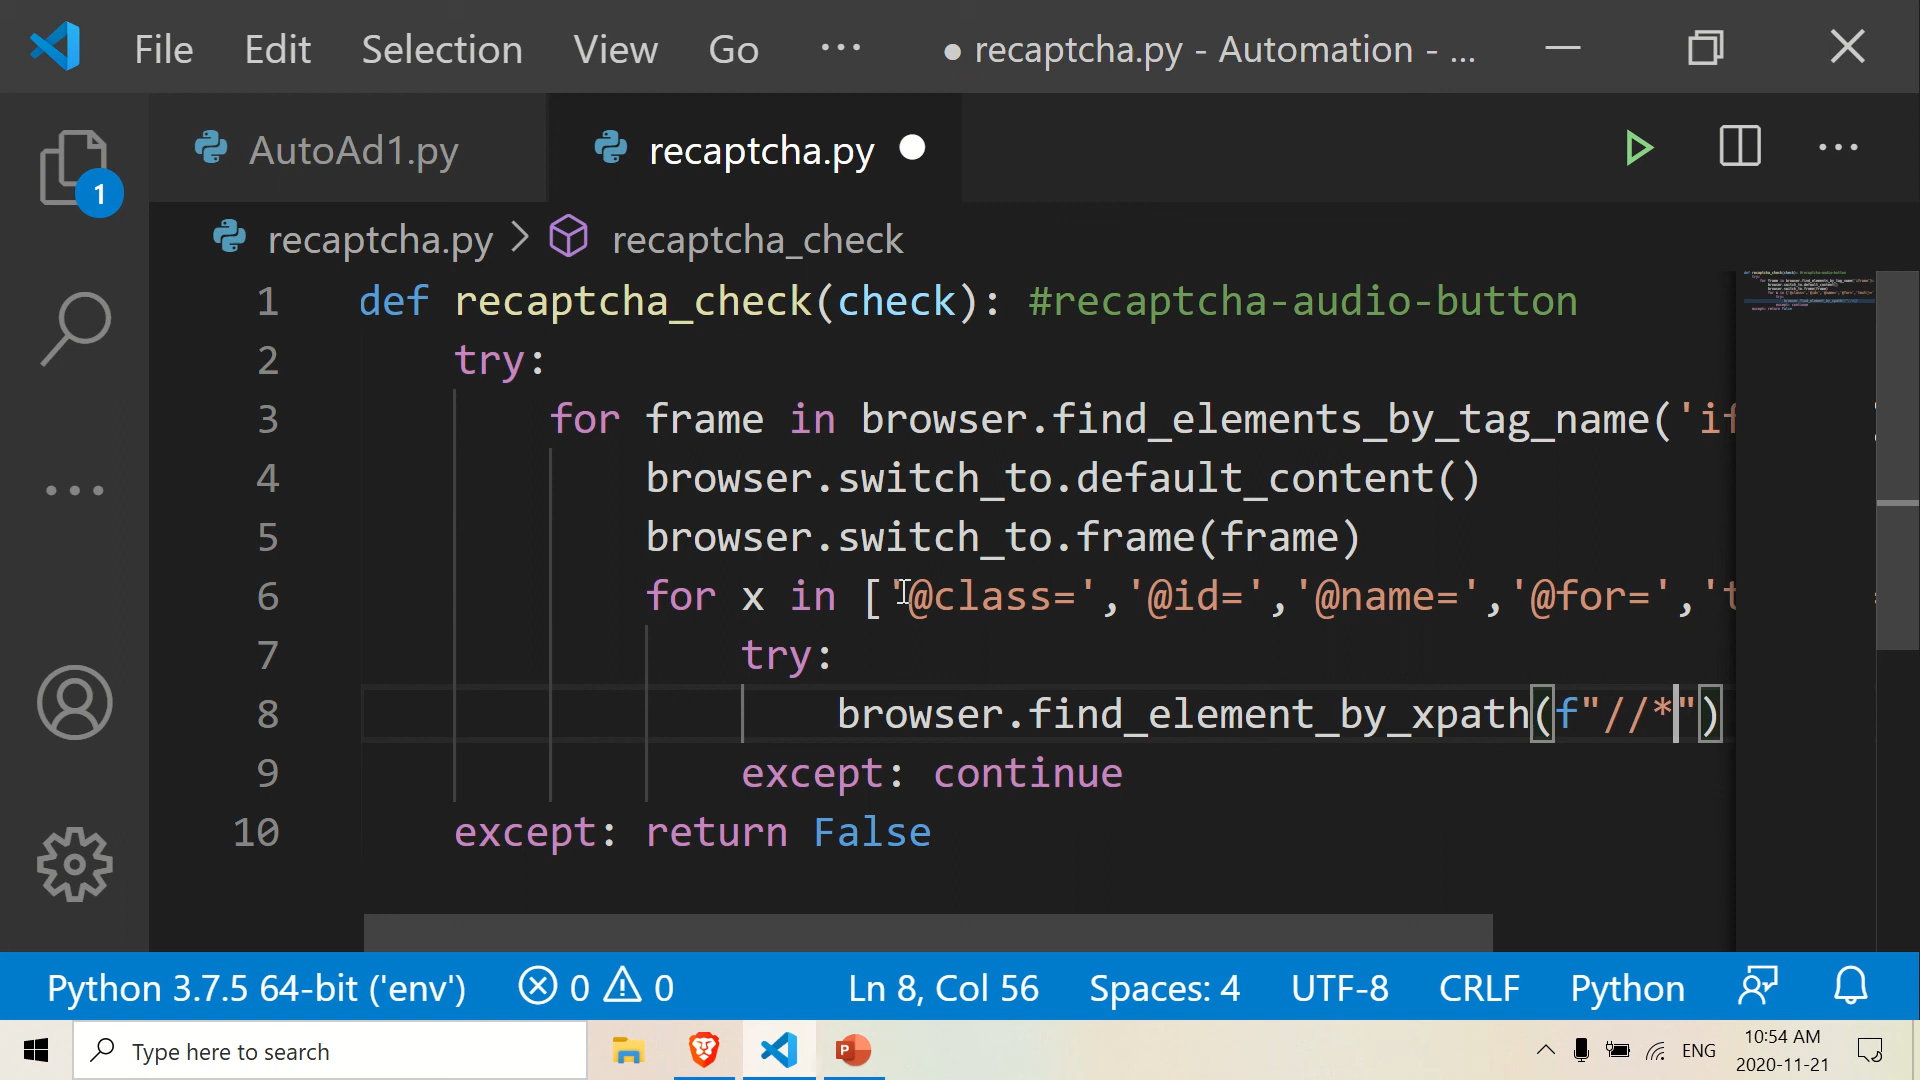 File Edit Selection View Go ··· ● recaptcha.py - Automation - ...
AutoAd1.py recaptcha.py
1
recaptcha.py > recaptcha_check
1 def recaptcha_check(check): #recaptcha-audio-button
2 try:
3 for frame in browser.find_elements_by_tag_name('if
4 browser.switch_to.default_content()
5 browser.switch_to.frame(frame)
6 for x in ['@class=','@id=','@name=','@for=','t
7 try:
8 browser.find_element_by_xpath(f"//*")
9 except: continue
10 except: return False
Python 3.7.5 64-bit ('env') 0 0 Ln 8, Col 56 Spaces: 4 UTF-8 CRLF Python
Type here to search
ENG
10:54 AM
2020-11-21